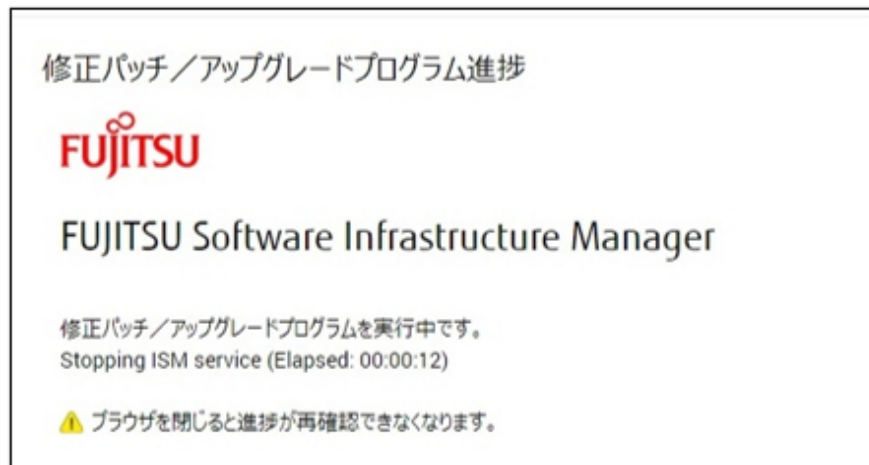 修正パッチ／アップグレードプログラム進捗
FUJITSU
FUJITSU Software Infrastructure Manager
修正パッチ／アップグレードプログラムを実行中です。
Stopping ISM service (Elapsed: 00:00:12)
ブラウザを閉じると進捗が再確認できなくなります。